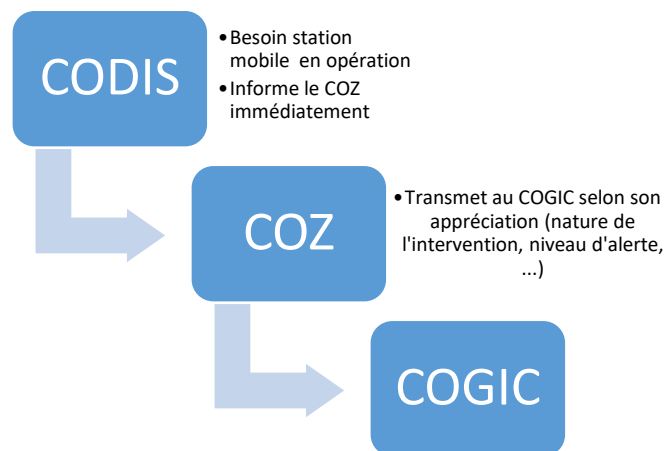 CODIS
•Besoin station
mobile en opération
•Informe le COZ
immédiatement
COZ
•Transmet au COGIC selon son
appréciation (nature de
l'intervention, niveau d'alerte,
...)
COGIC